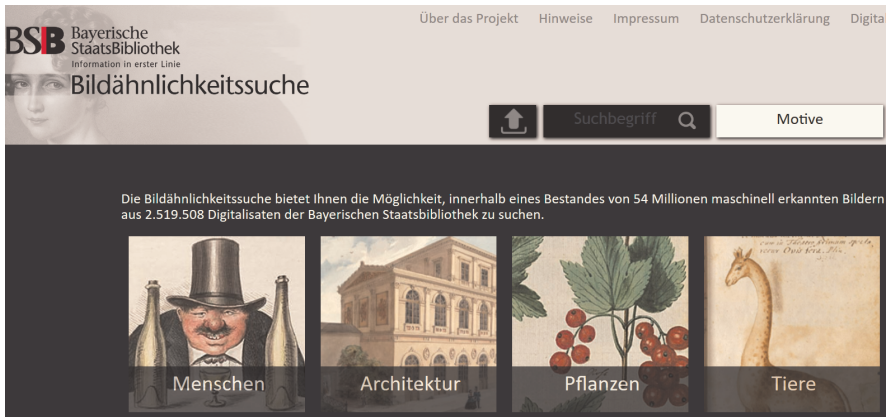 Über das Projekt Hinweise Impressum Datenschutzerklärung Digita
BSB Bayerische
StaatsBibliothek
Information in erster Linie
Bildähnlichkeitssuche
Suchbegriff Motive
Die Bildähnlichkeitssuche bietet Ihnen die Möglichkeit, innerhalb eines Bestandes von 54 Millionen maschinell erkannten Bildern
aus 2.519.508 Digitalisaten der Bayerischen Staatsbibliothek zu suchen.
Menschen Architektur Pflanzen Tiere